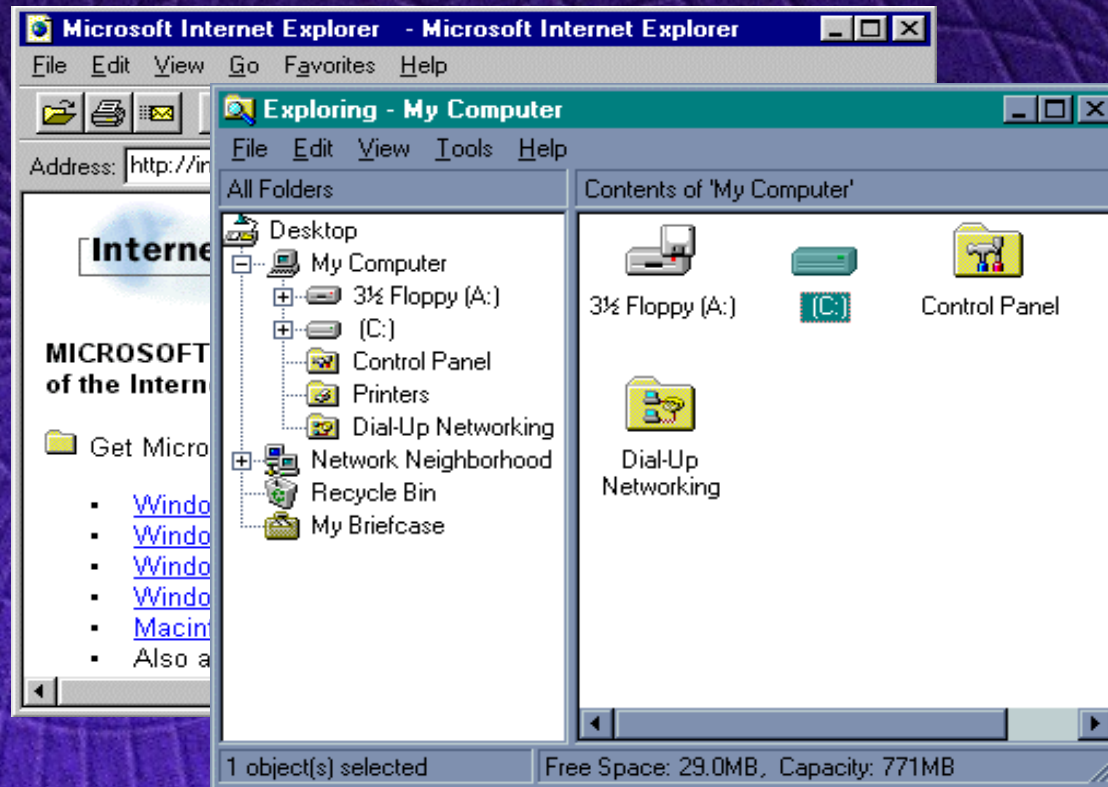 Microsoft Internet Explorer - Microsoft Internet Explorer
File Edit View Go Favorites Help
Address: http://in
Interne
MICROSOFT
of the Intern
Get Micro
Windo
Windo
Windo
Windo
Macin
Also a
Exploring - My Computer
File Edit View Tools Help
All Folders
Contents of 'My Computer'
Desktop
My Computer
3½ Floppy (A:)
(C:)
Control Panel
Printers
Dial-Up Networking
Network Neighborhood
Recycle Bin
My Briefcase
3½ Floppy (A:)
(C:)
Control Panel
Dial-Up
Networking
1 object(s) selected
Free Space: 29.0MB, Capacity: 771MB